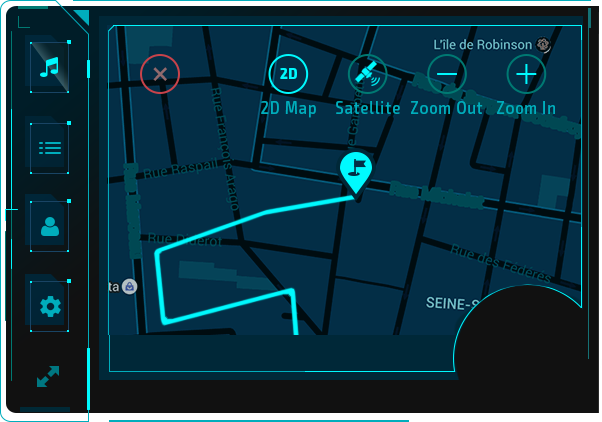 L'île de Robinson
2D
2D Map
Satellite
Zoom Out
Zoom In
Rue François Arago
Rue Raspail
Rue Diderot
Rue des Fédérés
ta
SEINE-S